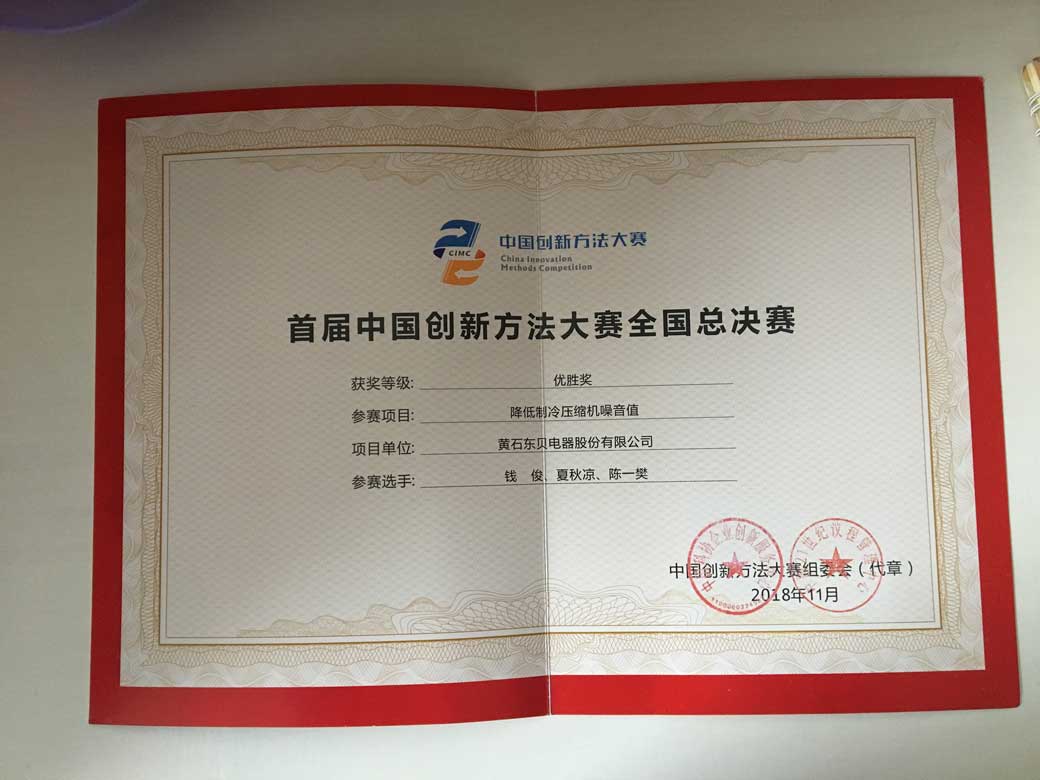 CIMC
中国创新方法大赛
China Innovation
Methods Competition
首届中国创新方法大赛全国总决赛
获奖等级: 优胜奖
参赛项目: 降低制冷压缩机噪音值
项目单位: 黄石东贝电器股份有限公司
参赛选手: 钱 俊、夏秋凉、陈一樊
中国创新方法大赛组委会（代章）
2018年11月